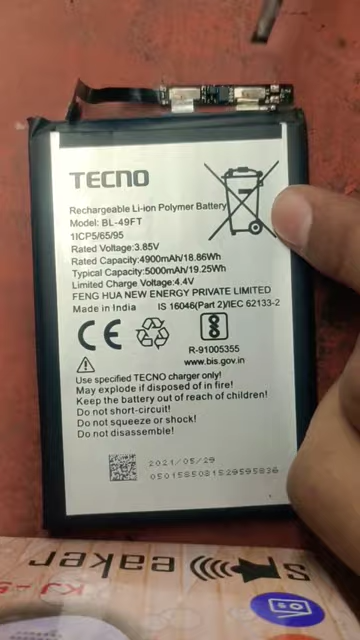 TECNO
Rechargeable Li-ion Polymer Battery
Model: BL-49FT
1ICP5/65/95
Rated Voltage:3.85V
Rated Capacity:4900mAh/18.86Wh
Typical Capacity:5000mAh/19.25Wh
Limited Charge Voltage:4.4V
FENG HUA NEW ENERGY PRIVATE LIMITED
Made in India IS 16046(Part 2)/IEC 62133-2
CE
R-91005355
www.bis.gov.in
Use specified TECNO charger only!
May explode if disposed of in fire!
Keep the battery out of reach of children!
Do not short-circuit!
Do not squeeze or shock!
Do not disassemble!
2021/05/29
speaker
KJ-